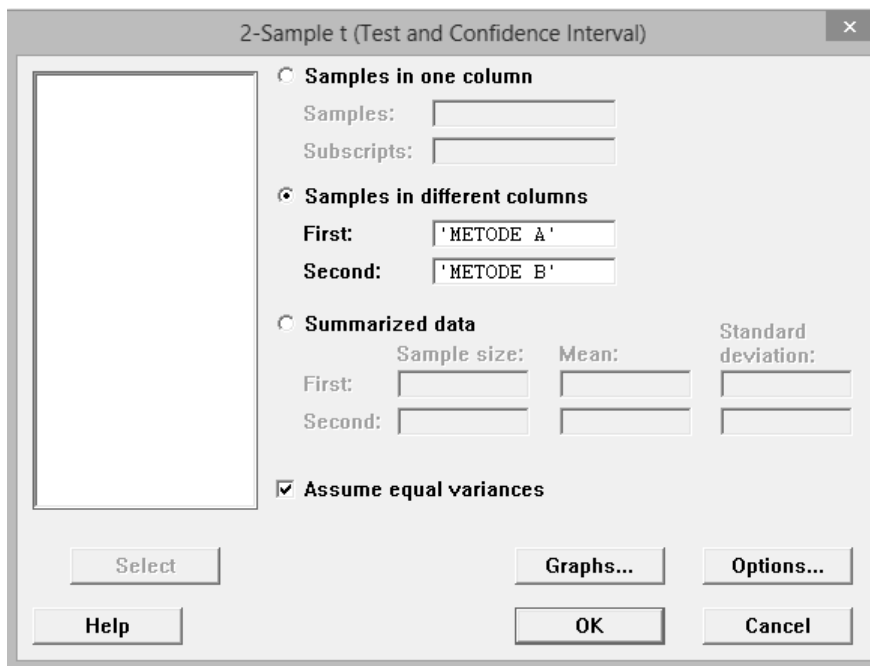 2-Sample t (Test and Confidence Interval)
Samples in one column
Samples:
Subscripts:
Samples in different columns
First: 'METODE A'
Second: 'METODE B'
Summarized data
Sample size: Mean: Standard deviation:
First:
Second:
Assume equal variances
Select Graphs... Options...
Help OK Cancel